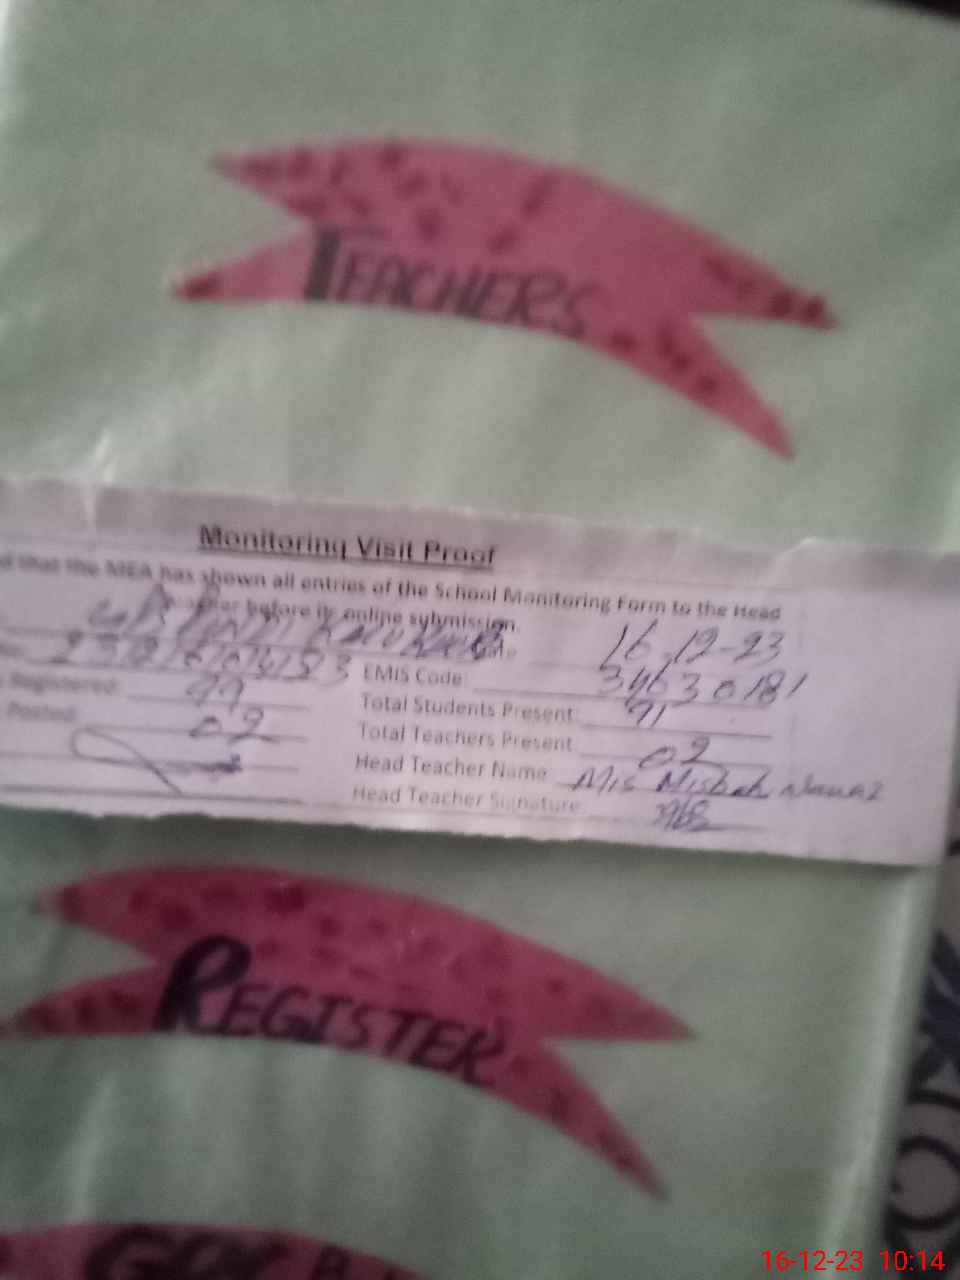 TEACHERS
Monitoring Visit Proof
that the MEA has shown all entries of the School Monitoring Form to the Head
before its online submission.
16-12-23
EMIS Code: 34630181
Registered: 99
Total Students Present: 91
Posted: 02
Total Teachers Present: 02
Head Teacher Name: Mis Misbah Nawaz
Head Teacher Signature:
REGISTER
16-12-23 10:14